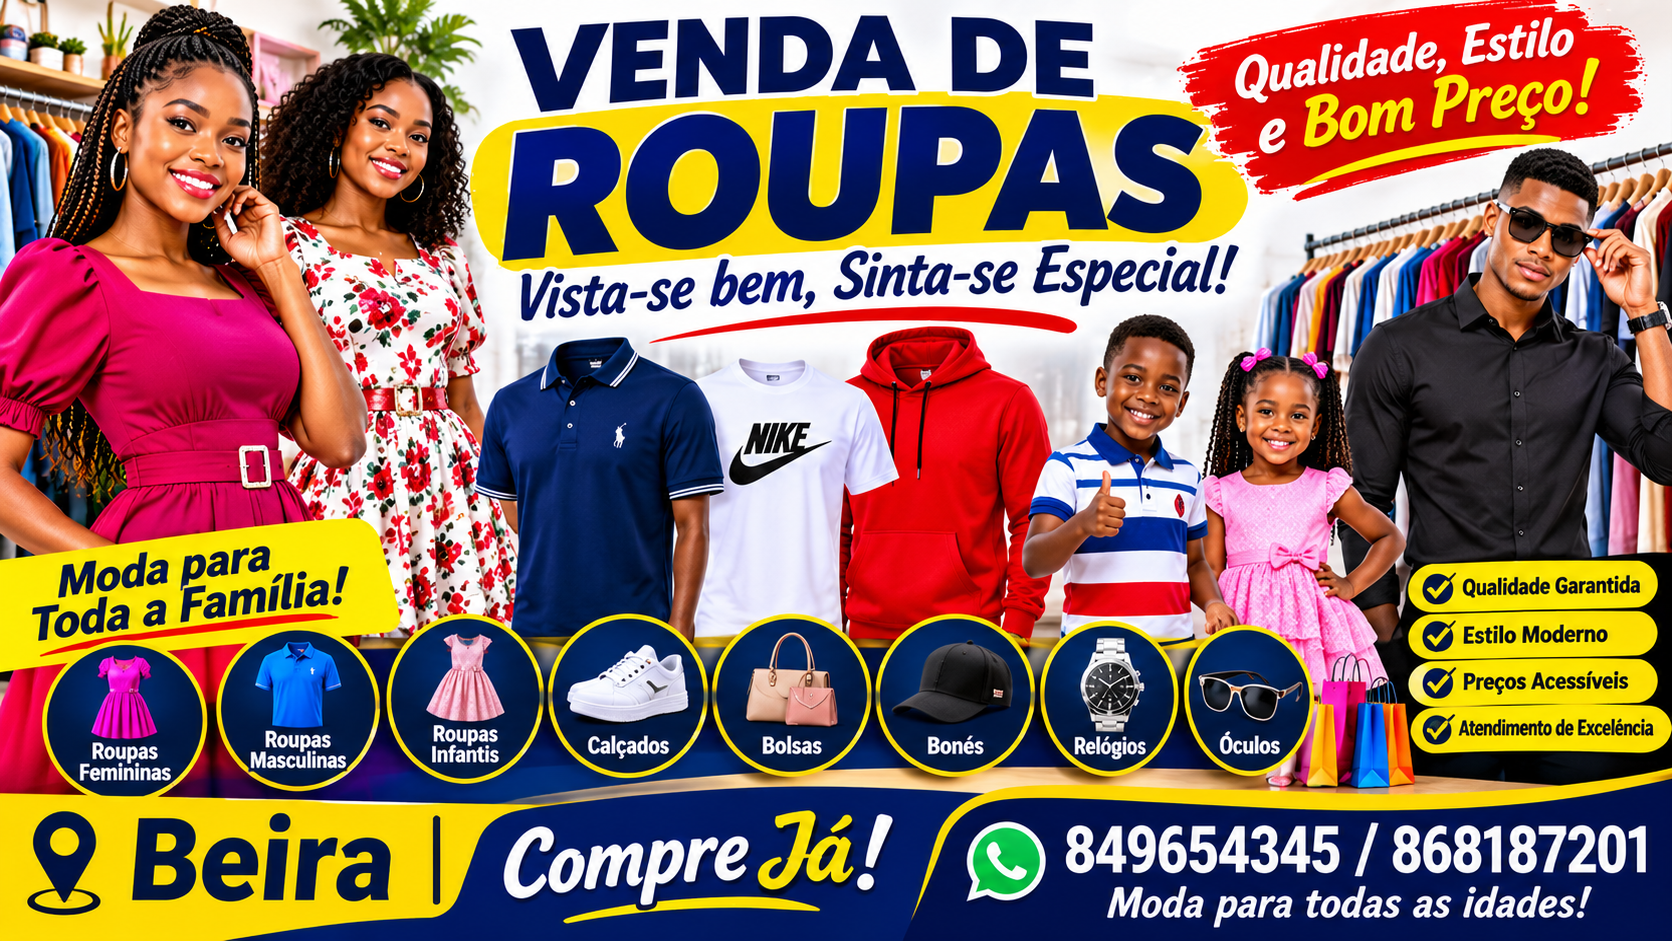 VENDA DE
ROUPAS
Vista-se bem, Sinta-se Especial!
Qualidade, Estilo
e Bom Preço!
NIKE
Moda para
Toda a Família!
Roupas
Femininas
Roupas
Masculinas
Roupas
Infantis
Calçados
Bolsas
Bonés
Relógios
Óculos
Qualidade Garantida
Estilo Moderno
Preços Acessíveis
Atendimento de Excelência
Beira
Compre Já!
849654345 / 868187201
Moda para todas as idades!